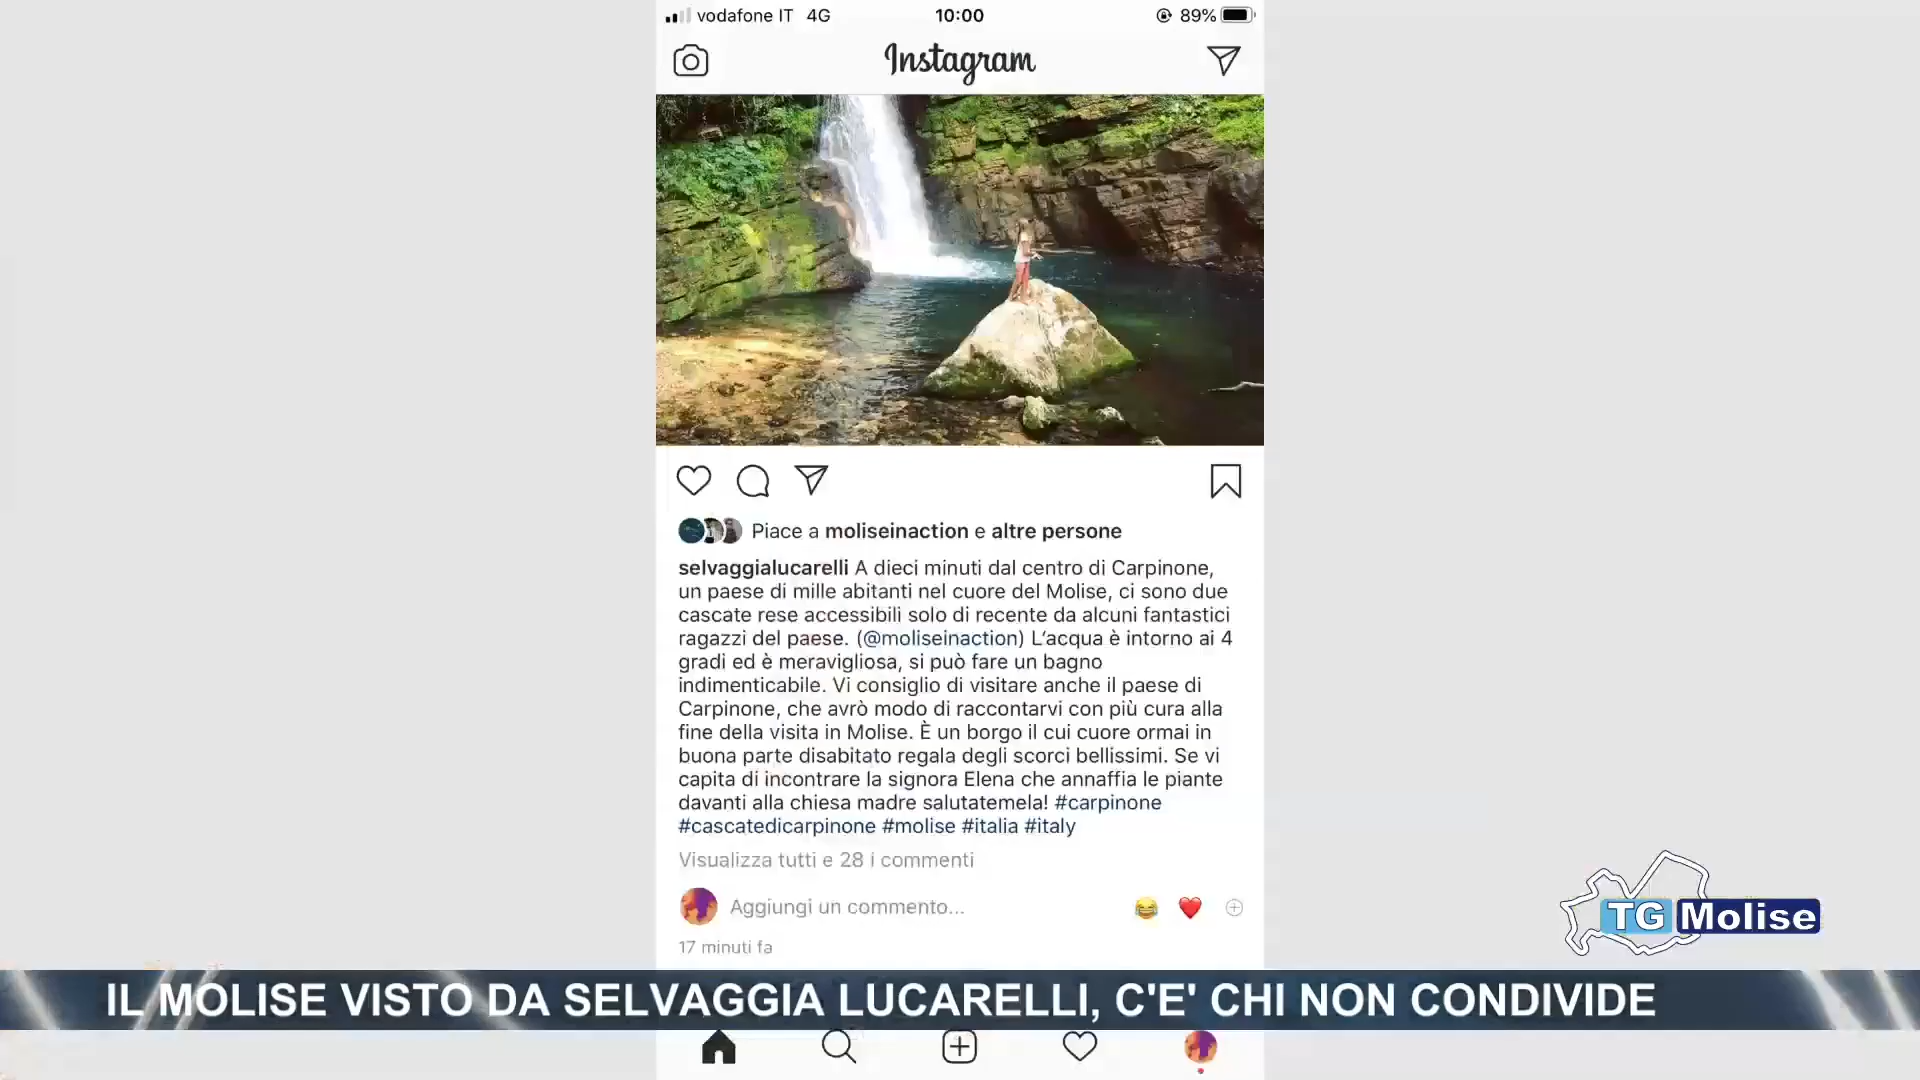 vodafone IT 4G 10:00 89%
Instagram
Piace a moliseinaction e altre persone
selvaggialucarelli A dieci minuti dal centro di Carpinone,
un paese di mille abitanti nel cuore del Molise, ci sono due
cascate rese accessibili solo di recente da alcuni fantastici
ragazzi del paese. (@moliseinaction) L'acqua è intorno ai 4
gradi ed è meravigliosa, si può fare un bagno
indimenticabile. Vi consiglio di visitare anche il paese di
Carpinone, che avrò modo di raccontarvi con più cura alla
fine della visita in Molise. È un borgo il cui cuore ormai in
buona parte disabitato regala degli scorci bellissimi. Se vi
capita di incontrare la signora Elena che annaffia le piante
davanti alla chiesa madre salutatemela! #carpinone
#cascatedicarpinone #molise #italia #italy
Visualizza tutti e 28 i commenti
Aggiungi un commento...
17 minuti fa
TG Molise
IL MOLISE VISTO DA SELVAGGIA LUCARELLI, C'E' CHI NON CONDIVIDE